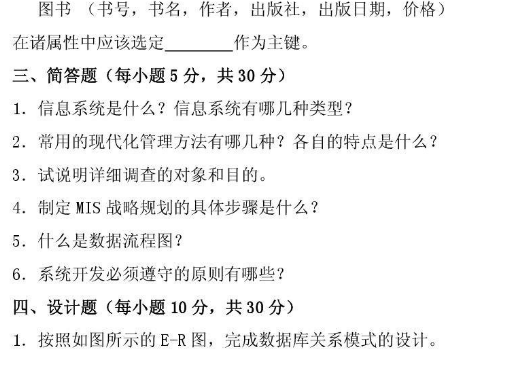 图书 （书号，书名，作者，出版社，出版日期，价格）
在诸属性中应该选定________作为主键。
三、简答题（每小题 5 分，共 30 分）
1．信息系统是什么？信息系统有哪几种类型？
2．常用的现代化管理方法有哪几种？各自的特点是什么？
3．试说明详细调查的对象和目的。
4．制定 MIS 战略规划的具体步骤是什么？
5．什么是数据流程图？
6．系统开发必须遵守的原则有哪些？
四、设计题（每小题 10 分，共 30 分）
1．按照如图所示的 E-R 图，完成数据库关系模式的设计。